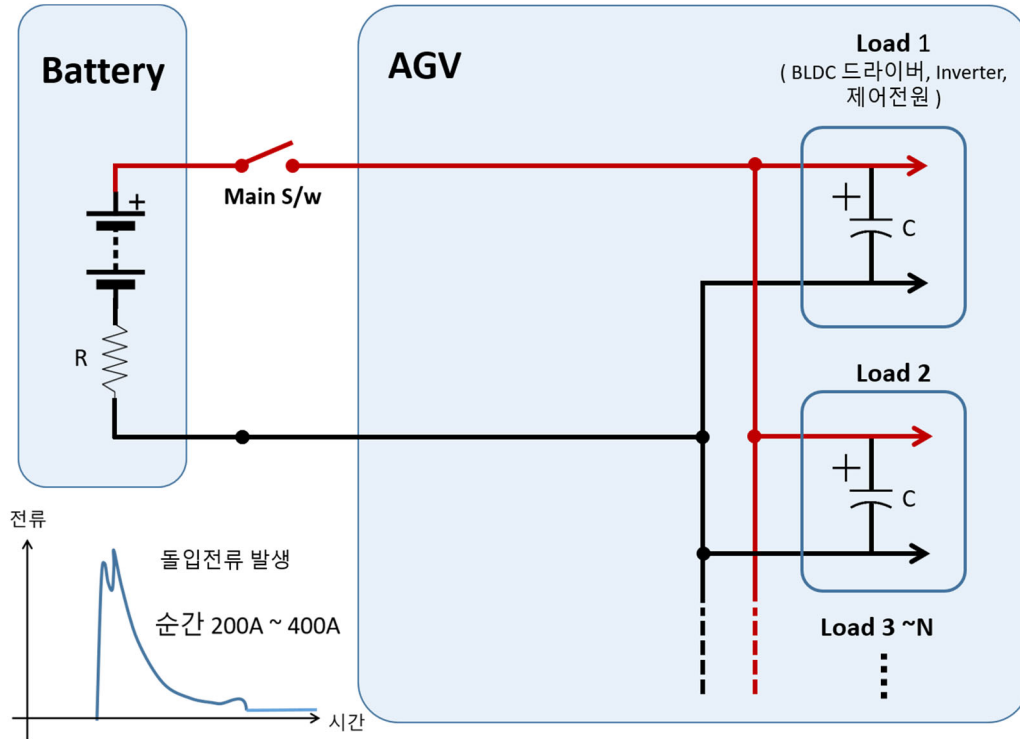 Battery
AGV
Load 1
( BLDC 드라이버, Inverter,
제어전원 )
Main S/w
+
+
C
R
Load 2
+
C
전류
돌입전류 발생
순간 200A ~ 400A
Load 3 ~N
시간